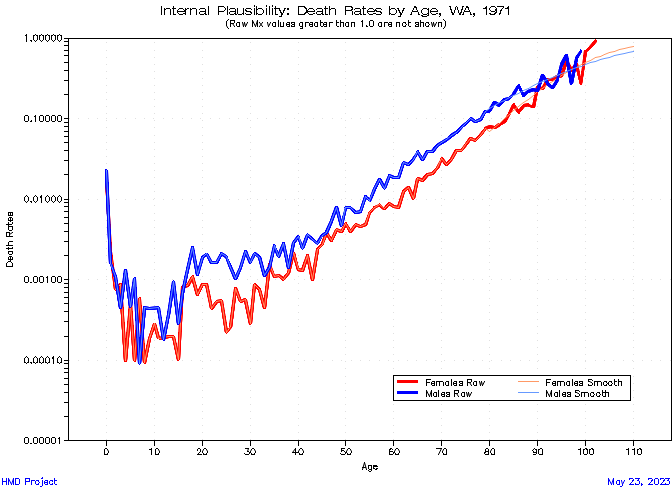 Internal Plausibility: Death Rates by Age, WA, 1971
(Raw Mx values greater than 1.0 are not shown)
1.00000
0.10000
0.01000
0.00100
0.00010
0.00001
Death Rates
0 10 20 30 40 50 60 70 80 90 100 110
Age
Females Raw Females Smooth
Males Raw Males Smooth
HMD Project May 23, 2023